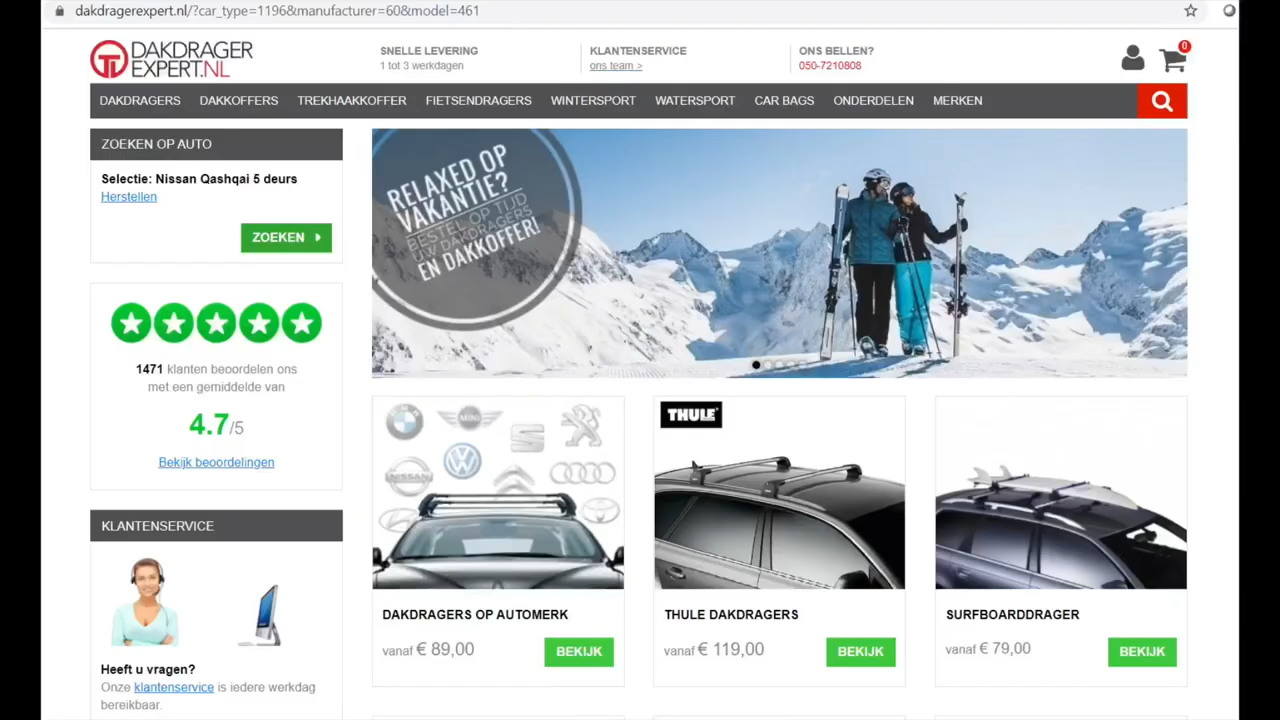 dakdragerexpert.nl/?car_type=1196&manufacturer=60&model=461
DAKDRAGER
EXPERT.NL
SNELLE LEVERING
1 tot 3 werkdagen
KLANTENSERVICE
ons team >
ONS BELLEN?
050-7210808
0
DAKDRAGERS DAKKOFFERS TREKHAAKKOFFER FIETSENDRAGERS WINTERSPORT WATERSPORT CAR BAGS ONDERDELEN MERKEN
ZOEKEN OP AUTO
Selectie: Nissan Qashqai 5 deurs
Herstellen
ZOEKEN
RELAXED OP
VAKANTIE?
BESTEL OP TIJD
UW DAKDRAGERS
EN DAKKOFFER!
1471 klanten beoordelen ons
met een gemiddelde van
4.7/5
Bekijk beoordelingen
KLANTENSERVICE
Heeft u vragen?
Onze klantenservice is iedere werkdag
bereikbaar.
MINI
NISSAN
DAKDRAGERS OP AUTOMERK
vanaf € 89,00
BEKIJK
THULE
THULE DAKDRAGERS
vanaf € 119,00
BEKIJK
SURFBOARDDRAGER
vanaf € 79,00
BEKIJK